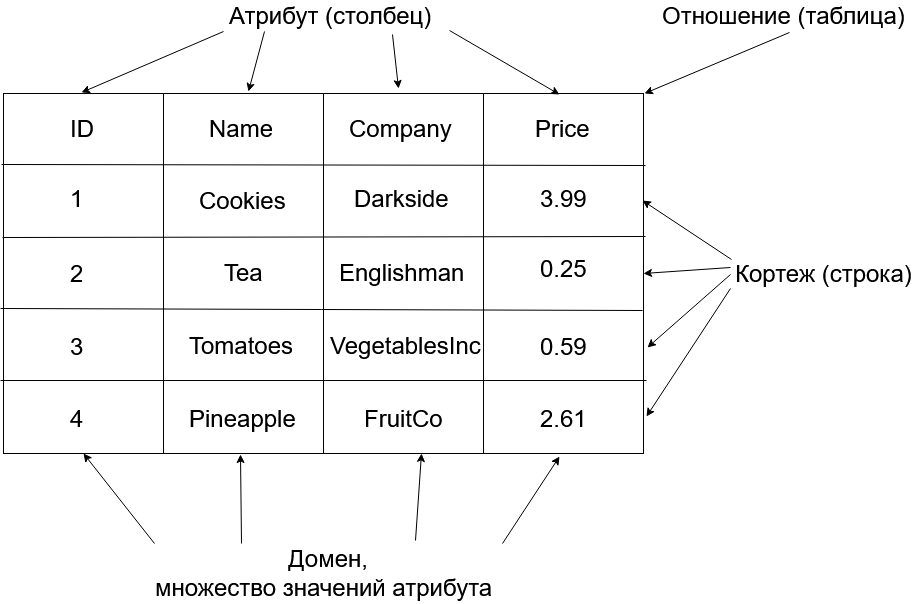 Атрибут (столбец)
Отношение (таблица)
ID Name Company Price
1 Cookies Darkside 3.99
2 Tea Englishman 0.25
Кортеж (строка)
3 Tomatoes VegetablesInc 0.59
4 Pineapple FruitCo 2.61
Домен,
множество значений атрибута